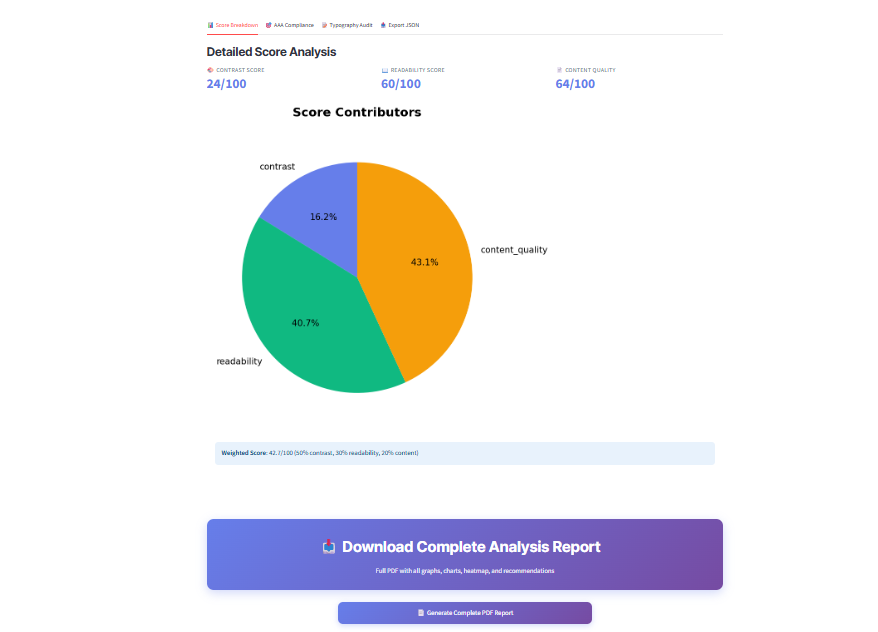 Score Breakdown AAA Compliance Typography Audit Export JSON
Detailed Score Analysis
CONTRAST SCORE READABILITY SCORE CONTENT QUALITY
24/100 60/100 64/100
Score Contributors
contrast
16.2%
content_quality
43.1%
40.7%
readability
Weighted Score: 42.7/100 (50% contrast, 30% readability, 20% content)
Download Complete Analysis Report
Full PDF with all graphs, charts, heatmap, and recommendations
Generate Complete PDF Report